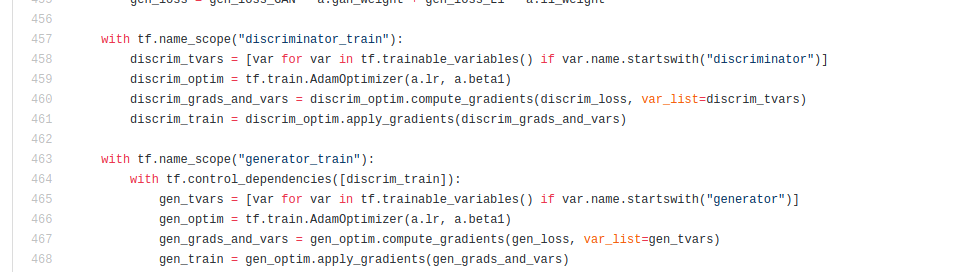 gen_loss = gen_loss_GAN * a.gan_weight + gen_loss_L1 * a.l1_weight
456
457 with tf.name_scope("discriminator_train"):
458 discrim_tvars = [var for var in tf.trainable_variables() if var.name.startswith("discriminator")]
459 discrim_optim = tf.train.AdamOptimizer(a.lr, a.beta1)
460 discrim_grads_and_vars = discrim_optim.compute_gradients(discrim_loss, var_list=discrim_tvars)
461 discrim_train = discrim_optim.apply_gradients(discrim_grads_and_vars)
462
463 with tf.name_scope("generator_train"):
464 with tf.control_dependencies([discrim_train]):
465 gen_tvars = [var for var in tf.trainable_variables() if var.name.startswith("generator")]
466 gen_optim = tf.train.AdamOptimizer(a.lr, a.beta1)
467 gen_grads_and_vars = gen_optim.compute_gradients(gen_loss, var_list=gen_tvars)
468 gen_train = gen_optim.apply_gradients(gen_grads_and_vars)